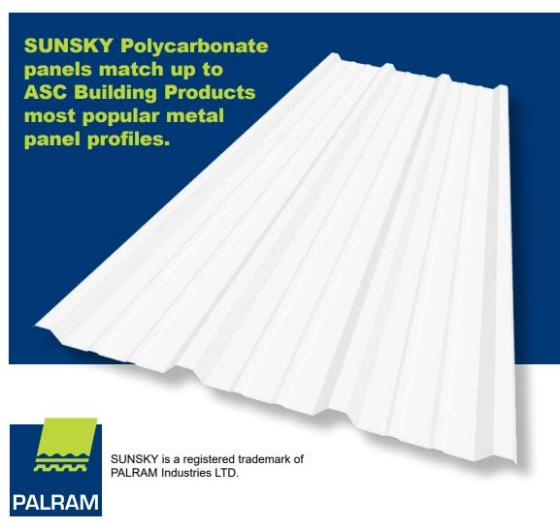 SUNSKY Polycarbonate
panels match up to
ASC Building Products
most popular metal
panel profiles.
SUNSKY is a registered trademark of
PALRAM Industries LTD.
PALRAM